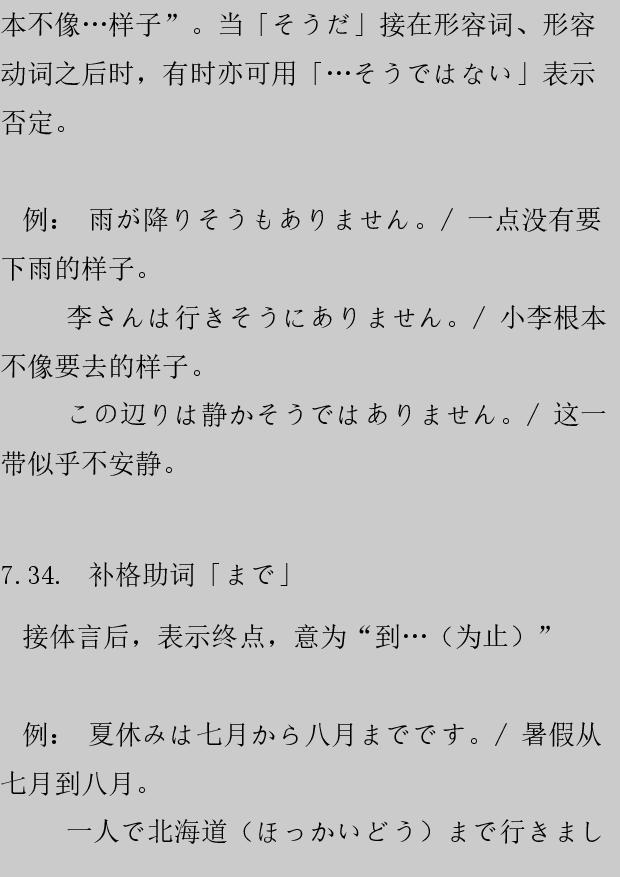 本不像…样子”。当「そうだ」接在形容词、形容
动词之后时，有时亦可用「…そうではない」表示
否定。
例： 雨が降りそうもありません。/ 一点没有要
下雨的样子。
李さんは行きそうにありません。/ 小李根本
不像要去的样子。
この辺りは静かそうではありません。/ 这一
带似乎不安静。
7.34. 补格助词「まで」
接体言后，表示终点，意为“到…（为止）”
例： 夏休みは七月から八月までです。/ 暑假从
七月到八月。
一人で北海道（ほっかいどう）まで行きまし